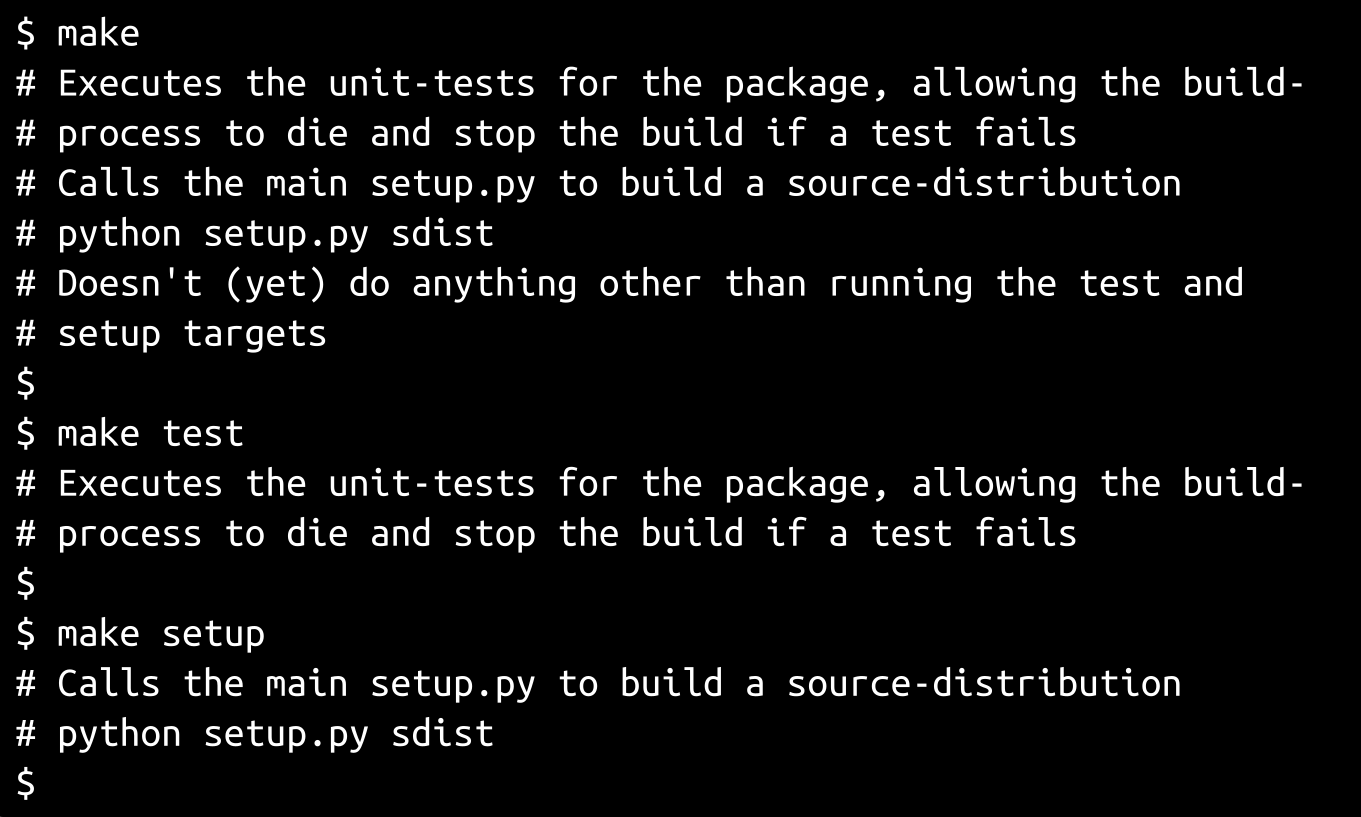 $ make
# Executes the unit-tests for the package, allowing the build-
# process to die and stop the build if a test fails
# Calls the main setup.py to build a source-distribution
# python setup.py sdist
# Doesn't (yet) do anything other than running the test and
# setup targets
$
$ make test
# Executes the unit-tests for the package, allowing the build-
# process to die and stop the build if a test fails
$
$ make setup
# Calls the main setup.py to build a source-distribution
# python setup.py sdist
$